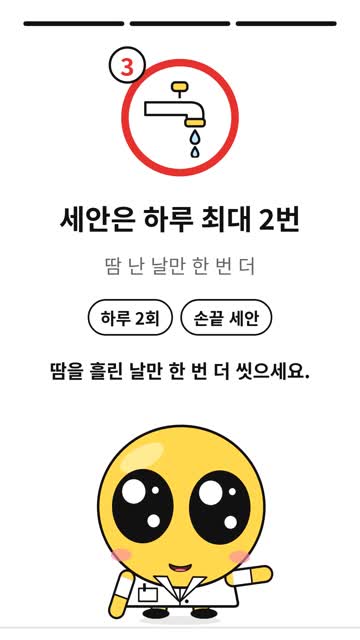 3
세안은 하루 최대 2번
땀 난 날만 한 번 더
하루 2회 손끝 세안
땀을 흘린 날만 한 번 더 씻으세요.